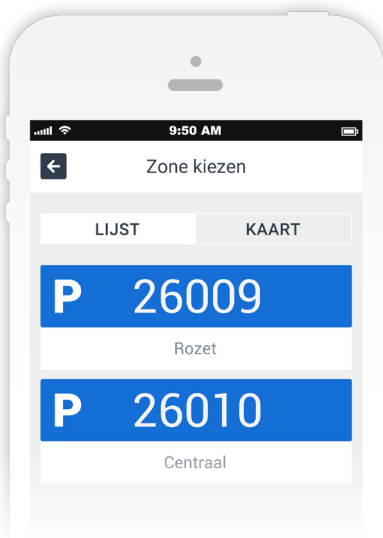 9:50 AM
Zone kiezen
LIJST KAART
P 26009
Rozet
P 26010
Centraal